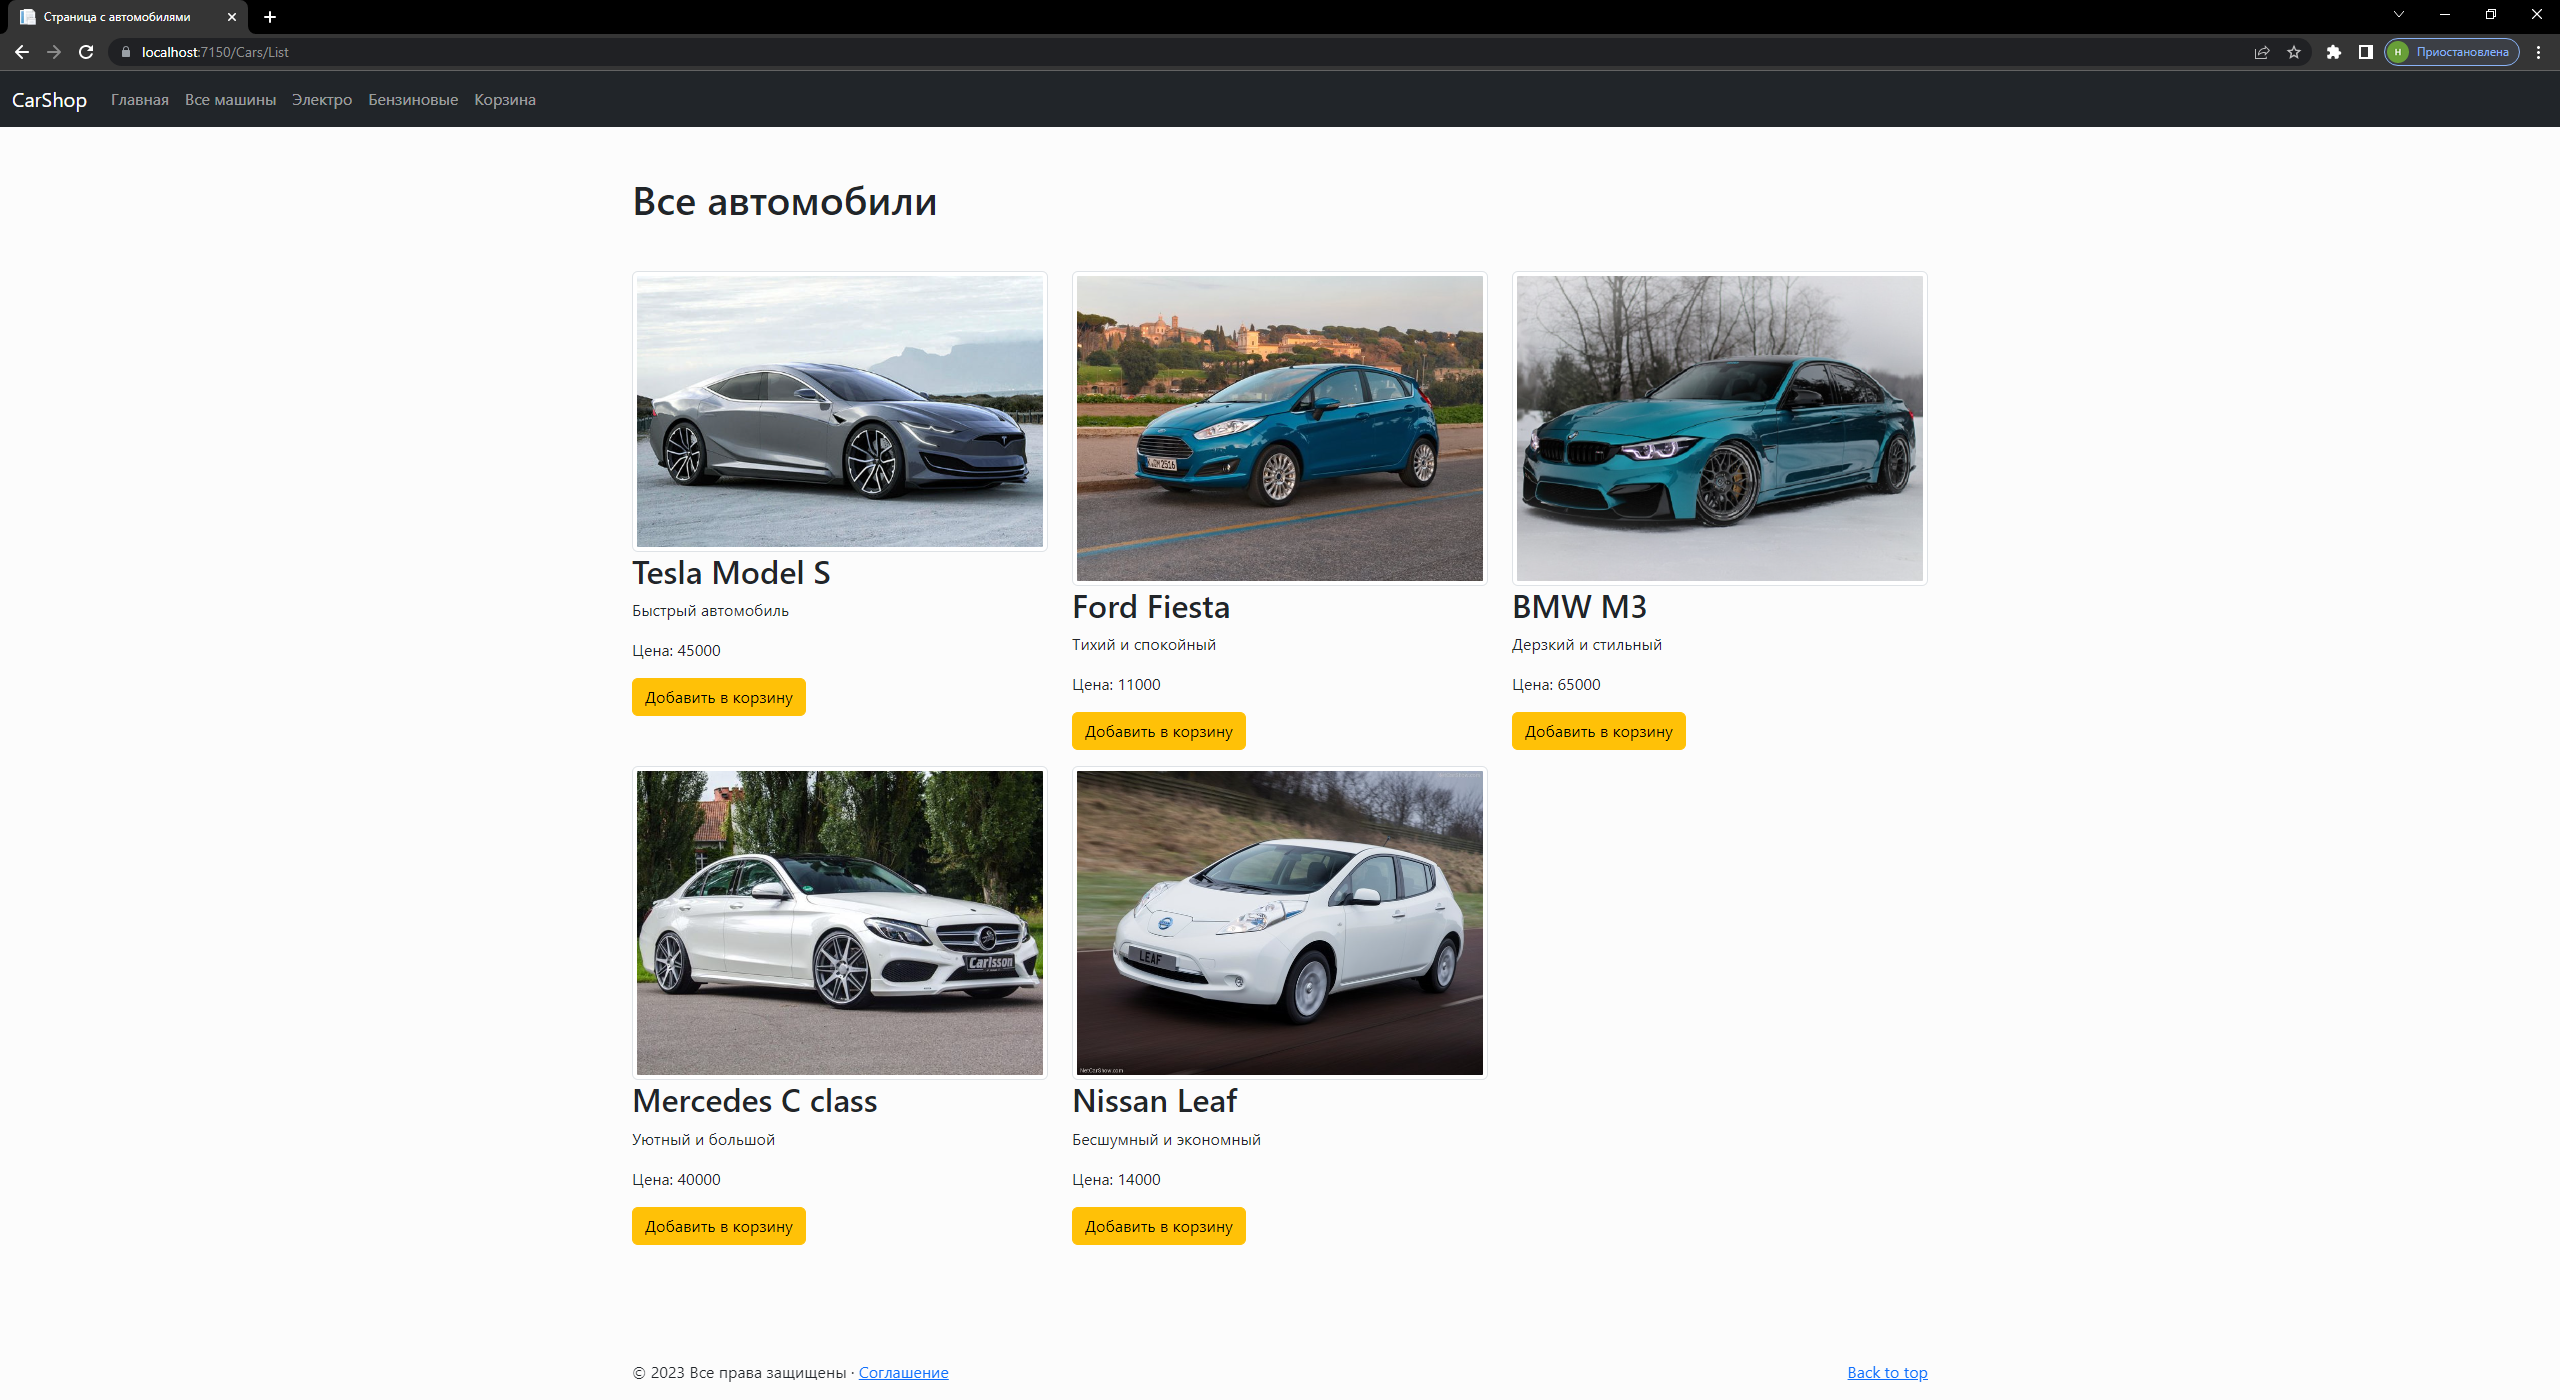 Страница с автомобилями
localhost:7150/Cars/List
Н Приостановлена
CarShop Главная Все машины Электро Бензиновые Корзина
Все автомобили
Tesla Model S
Быстрый автомобиль
Цена: 45000
Добавить в корзину
Ford Fiesta
Тихий и спокойный
Цена: 11000
Добавить в корзину
BMW M3
Дерзкий и стильный
Цена: 65000
Добавить в корзину
Carlsson
Mercedes C class
Уютный и большой
Цена: 40000
Добавить в корзину
LEAF
NetCarShow.com
Nissan Leaf
Бесшумный и экономный
Цена: 14000
Добавить в корзину
© 2023 Все права защищены · Соглашение
Back to top